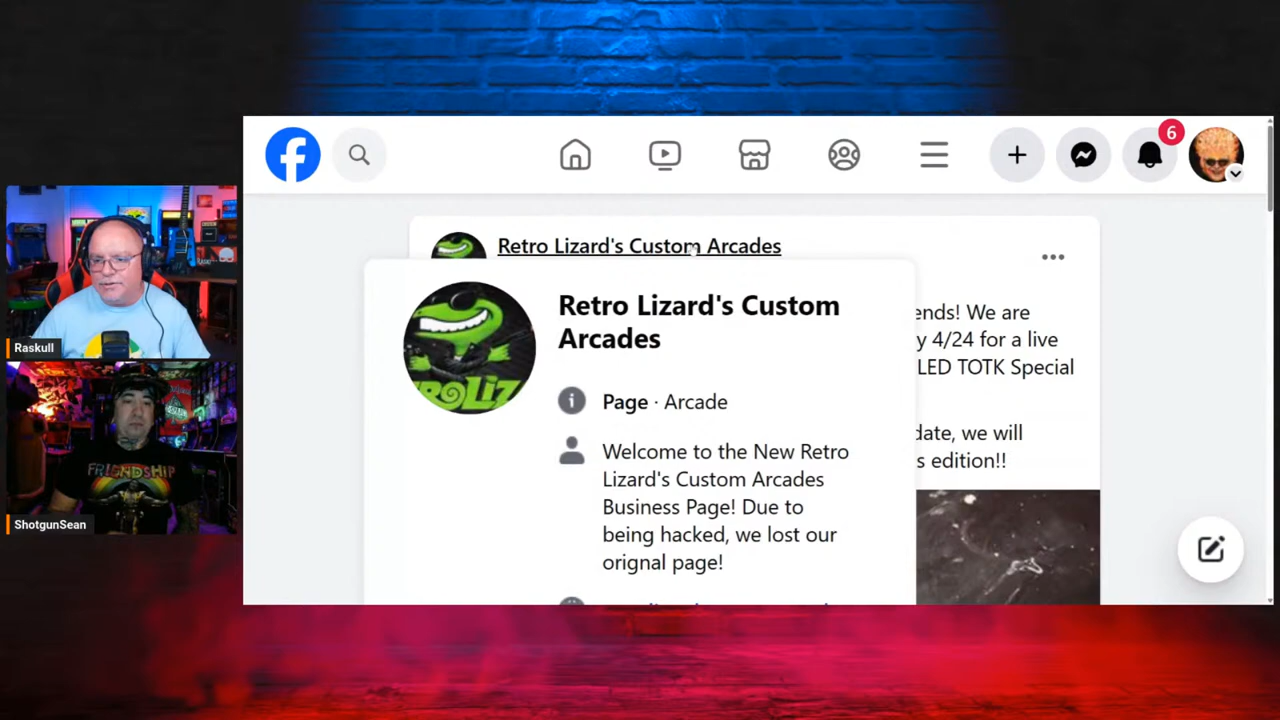 6
Retro Lizard's Custom Arcades
Retro Lizard's Custom
Arcades
Page · Arcade
Welcome to the New Retro
Lizard's Custom Arcades
Business Page! Due to
being hacked, we lost our
orignal page!
ends! We are
y 4/24 for a live
LED TOTK Special
date, we will
s edition!!
Raskull
FRIENDSHIP
ShotgunSean